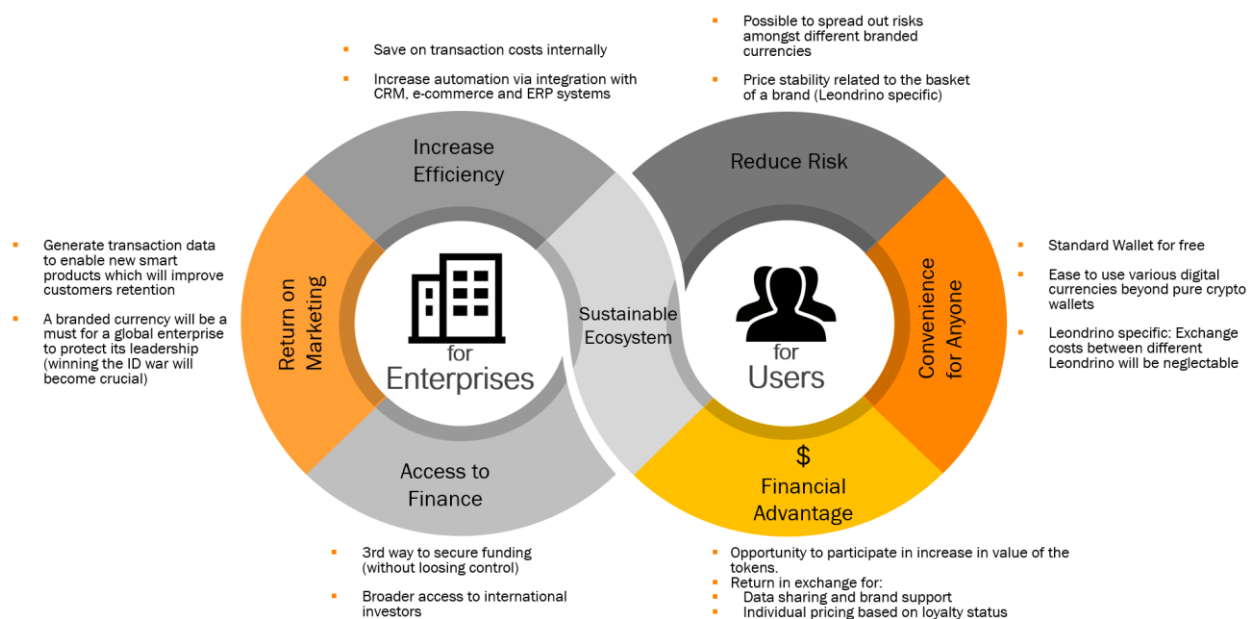 Save on transaction costs internally
Increase automation via integration with
CRM, e-commerce and ERP systems
Possible to spread out risks
amongst different branded
currencies
Price stability related to the basket
of a brand (Leondrino specific)
Increase
Efficiency
Reduce Risk
Generate transaction data
to enable new smart
products which will improve
customers retention
A branded currency will be a
must for a global enterprise
to protect its leadership
(winning the ID war will
become crucial)
Return on
Marketing
for
Enterprises
Sustainable
Ecosystem
for
Users
Convenience
for Anyone
Standard Wallet for free
Ease to use various digital
currencies beyond pure crypto
wallets
Leondrino specific: Exchange
costs between different
Leondrino will be neglectable
Access to
Finance
$
Financial
Advantage
3rd way to secure funding
(without loosing control)
Broader access to international
investors
Opportunity to participate in increase in value of the
tokens.
Return in exchange for:
Data sharing and brand support
Individual pricing based on loyalty status